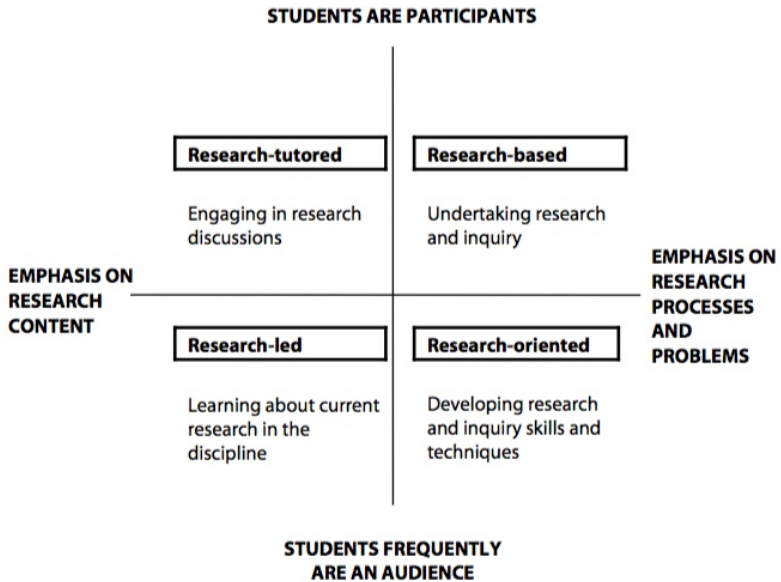 STUDENTS ARE PARTICIPANTS
Research-tutored
Engaging in research
discussions
Research-based
Undertaking research
and inquiry
EMPHASIS ON
RESEARCH
CONTENT
EMPHASIS ON
RESEARCH
PROCESSES
AND
PROBLEMS
Research-led
Learning about current
research in the
discipline
Research-oriented
Developing research
and inquiry skills and
techniques
STUDENTS FREQUENTLY
ARE AN AUDIENCE